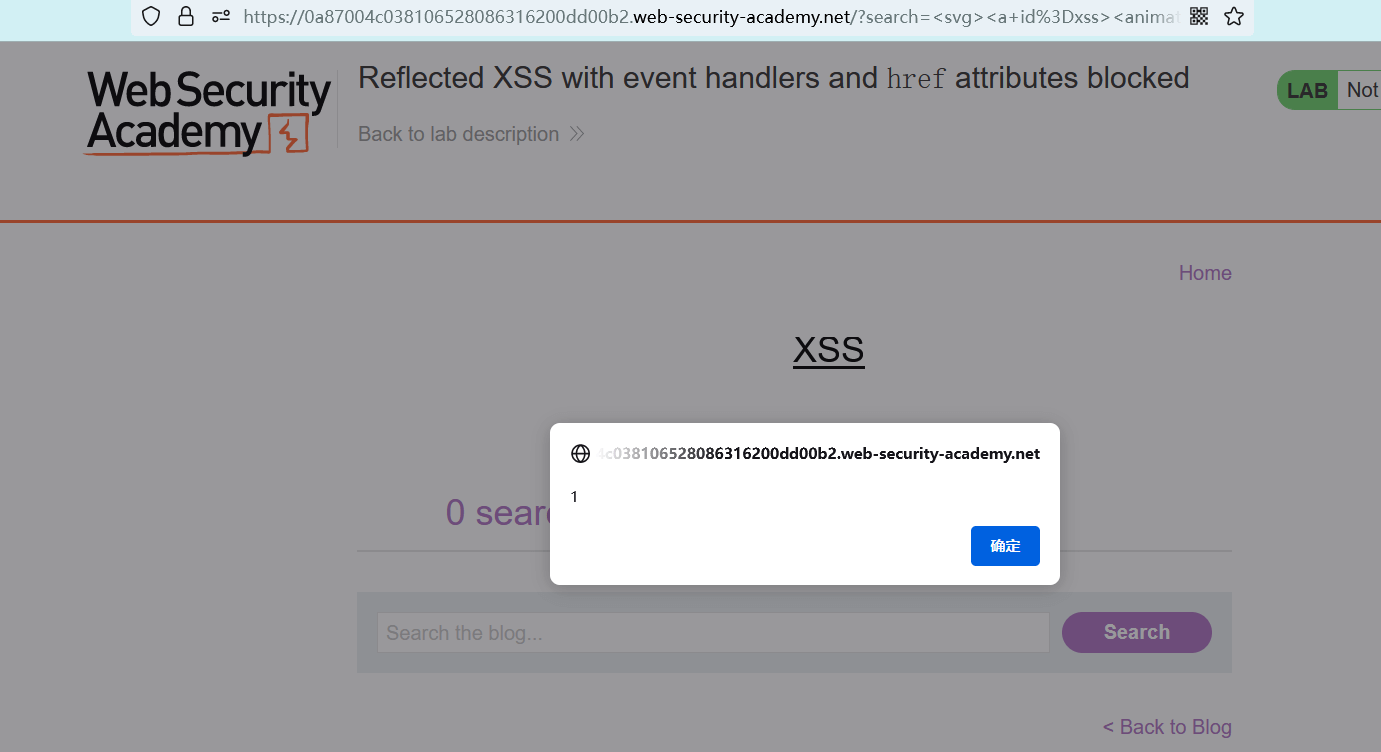 https://0a87004c038106528086316200dd00b2.web-security-academy.net/?search=<svg><a+id%3Dxss><animat
Web Security
Academy
Reflected XSS with event handlers and href attributes blocked
Back to lab description
LAB Not
Home
XSS
4c038106528086316200dd00b2.web-security-academy.net
1
0 sear
确定
Search the blog...
Search
< Back to Blog